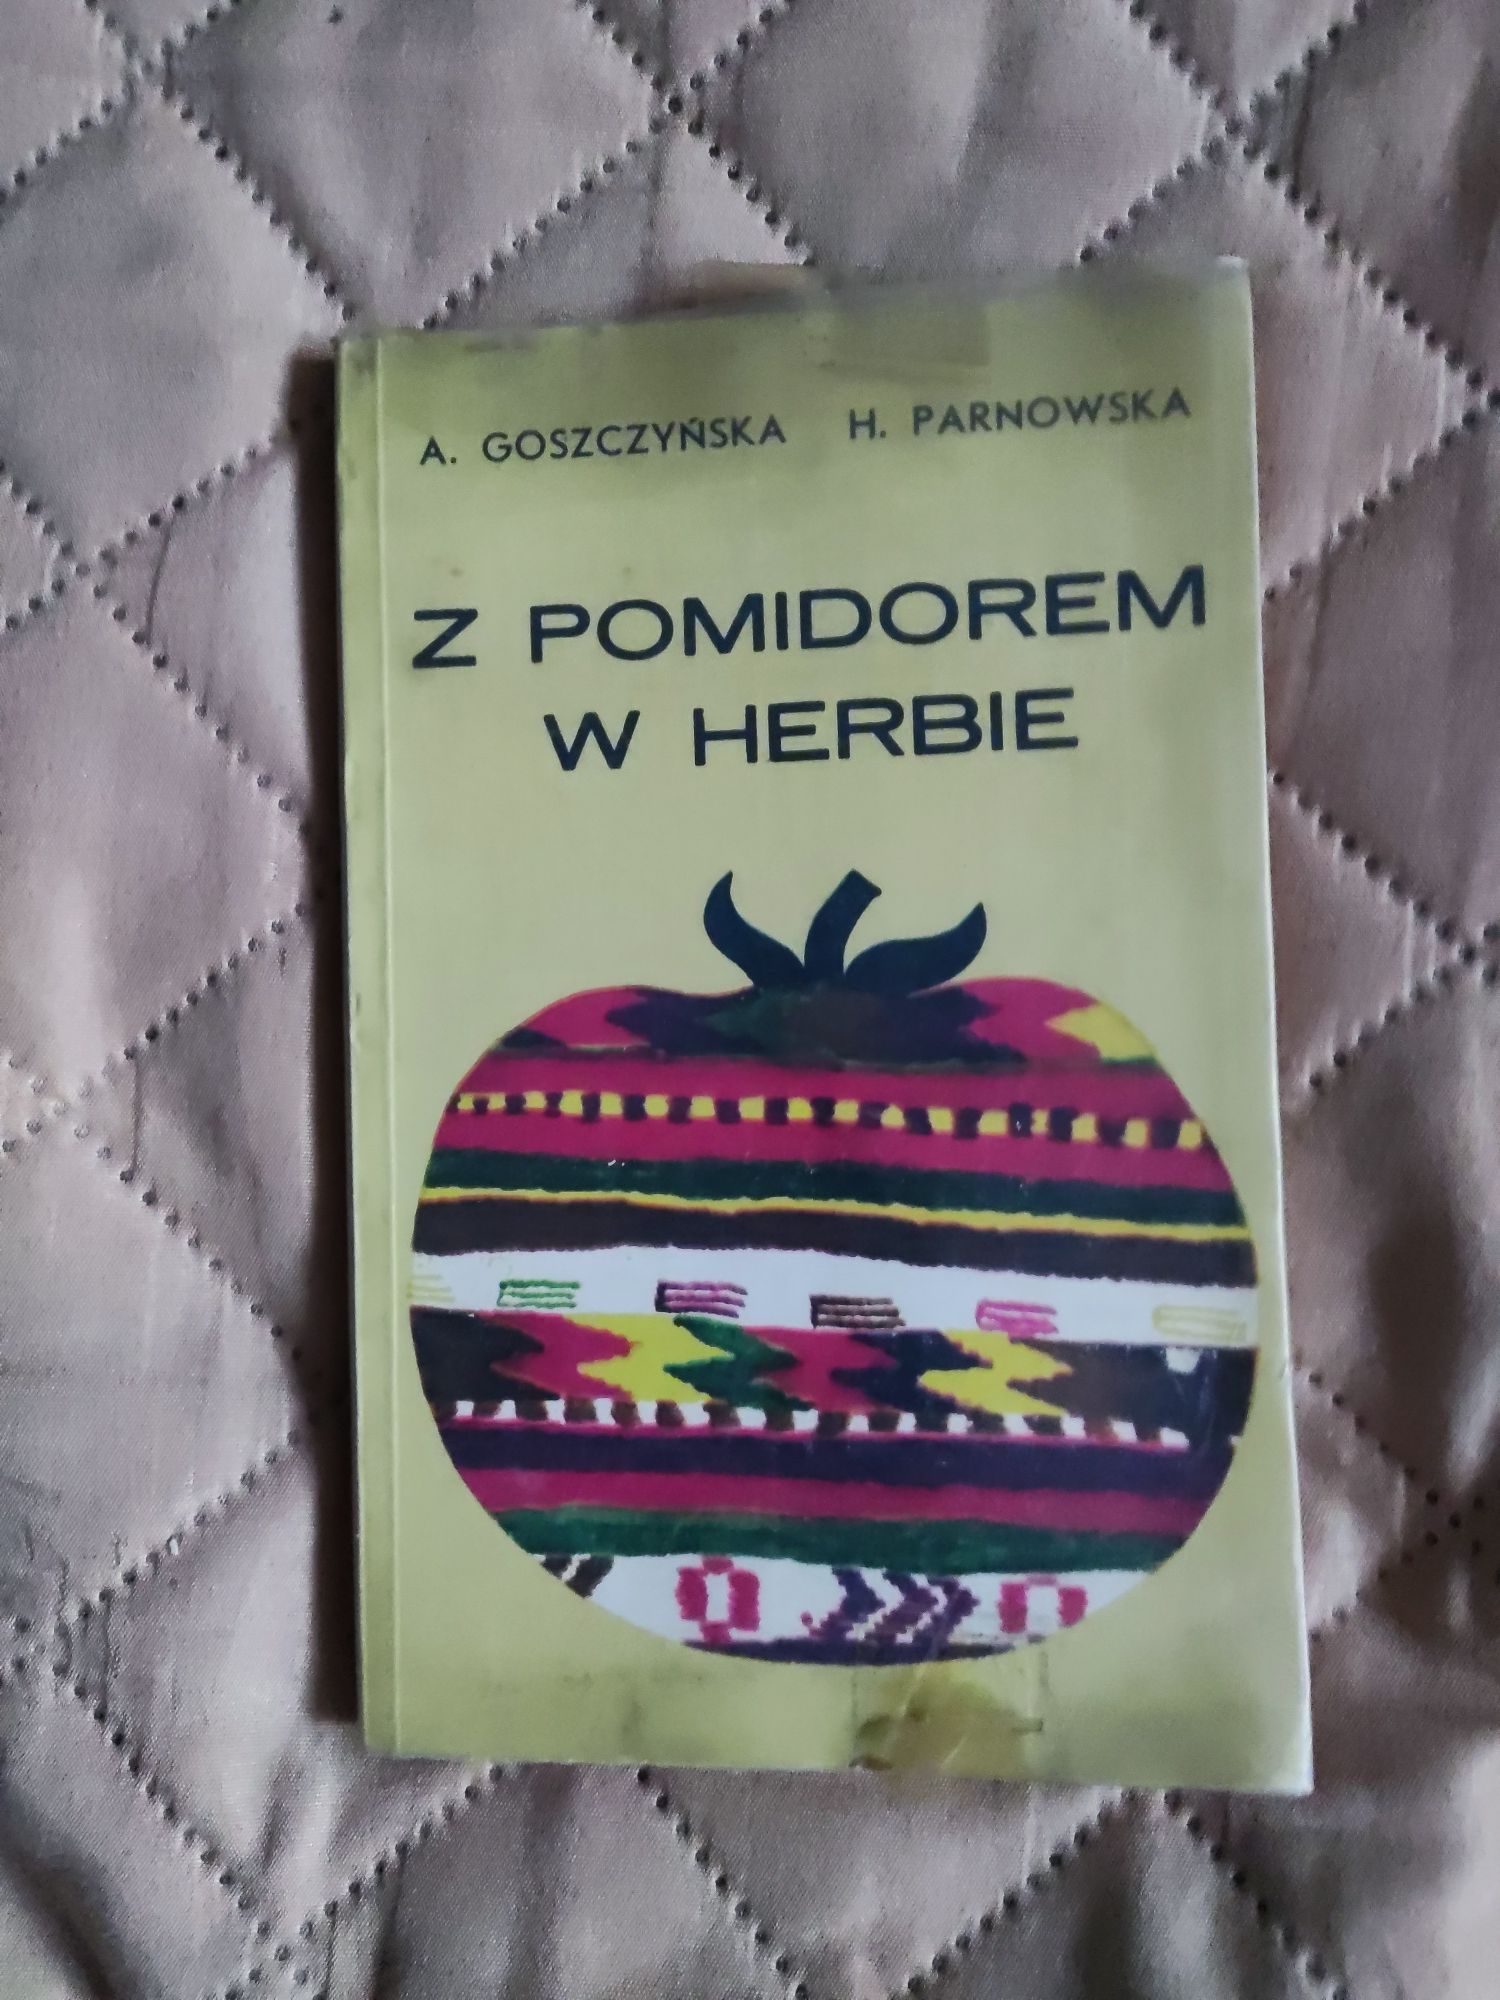 A. GOSZCZYŃSKA H. PARNOWSKA
Z POMIDOREM
W HERBIE